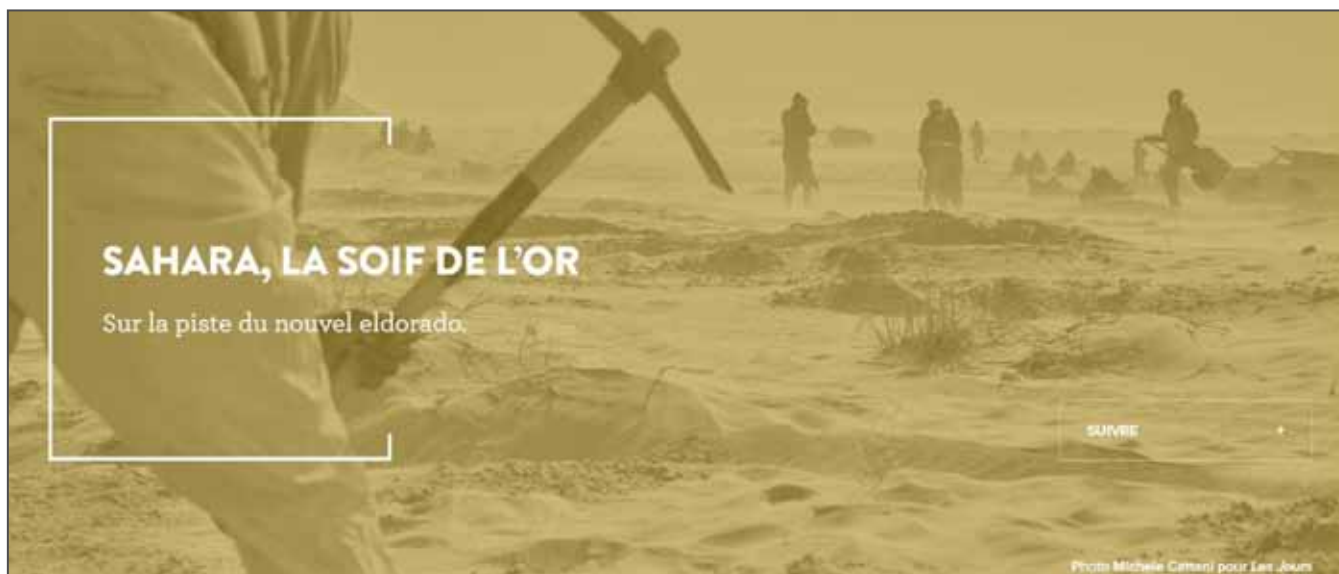 SAHARA, LA SOIF DE L'OR
Sur la piste du nouvel eldorado.
SUIVRE +
Photo Michele Cattani pour Les Jours